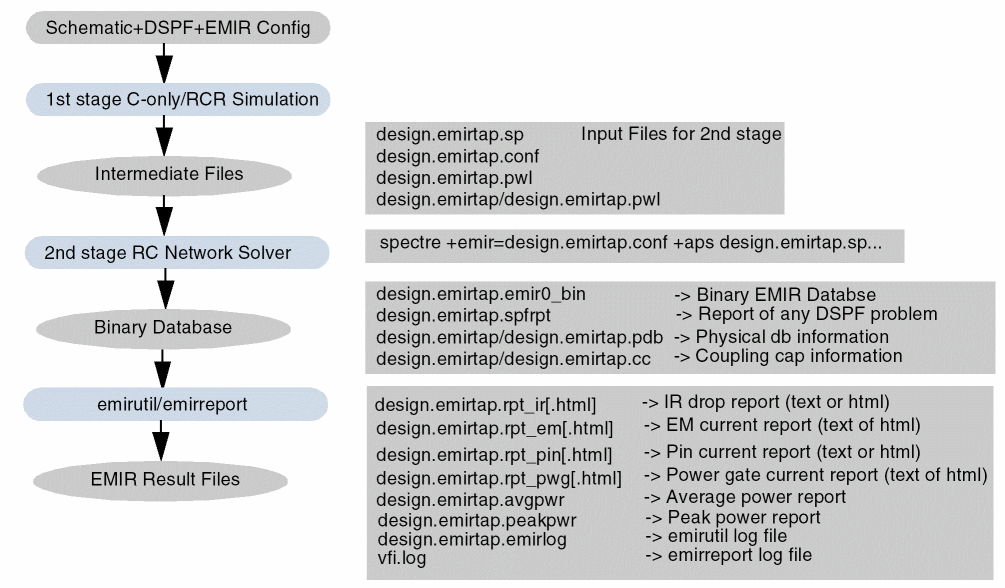 Schematic+DSPF+EMIR Config
1st stage C-only/RCR Simulation
Intermediate Files
2nd stage RC Network Solver
Binary Database
emirutil/emirreport
EMIR Result Files
design.emirtap.sp Input Files for 2nd stage
design.emirtap.conf
design.emirtap.pwl
design.emirtap/design.emirtap.pwl
spectre +emir=design.emirtap.conf +aps design.emirtap.sp...
design.emirtap.emir0_bin -> Binary EMIR Databse
design.emirtap.spfrpt -> Report of any DSPF problem
design.emirtap/design.emirtap.pdb -> Physical db information
design.emirtap/design.emirtap.cc -> Coupling cap information
design.emirtap.rpt_ir[.html] -> IR drop report (text or html)
design.emirtap.rpt_em[.html] -> EM current report (text of html)
design.emirtap.rpt_pin[.html] -> Pin current report (text or html)
design.emirtap.rpt_pwg[.html] -> Power gate current report (text of html)
design.emirtap.avgpwr -> Average power report
design.emirtap.peakpwr -> Peak power report
design.emirtap.emirlog -> emirutil log file
vfi.log -> emirreport log file